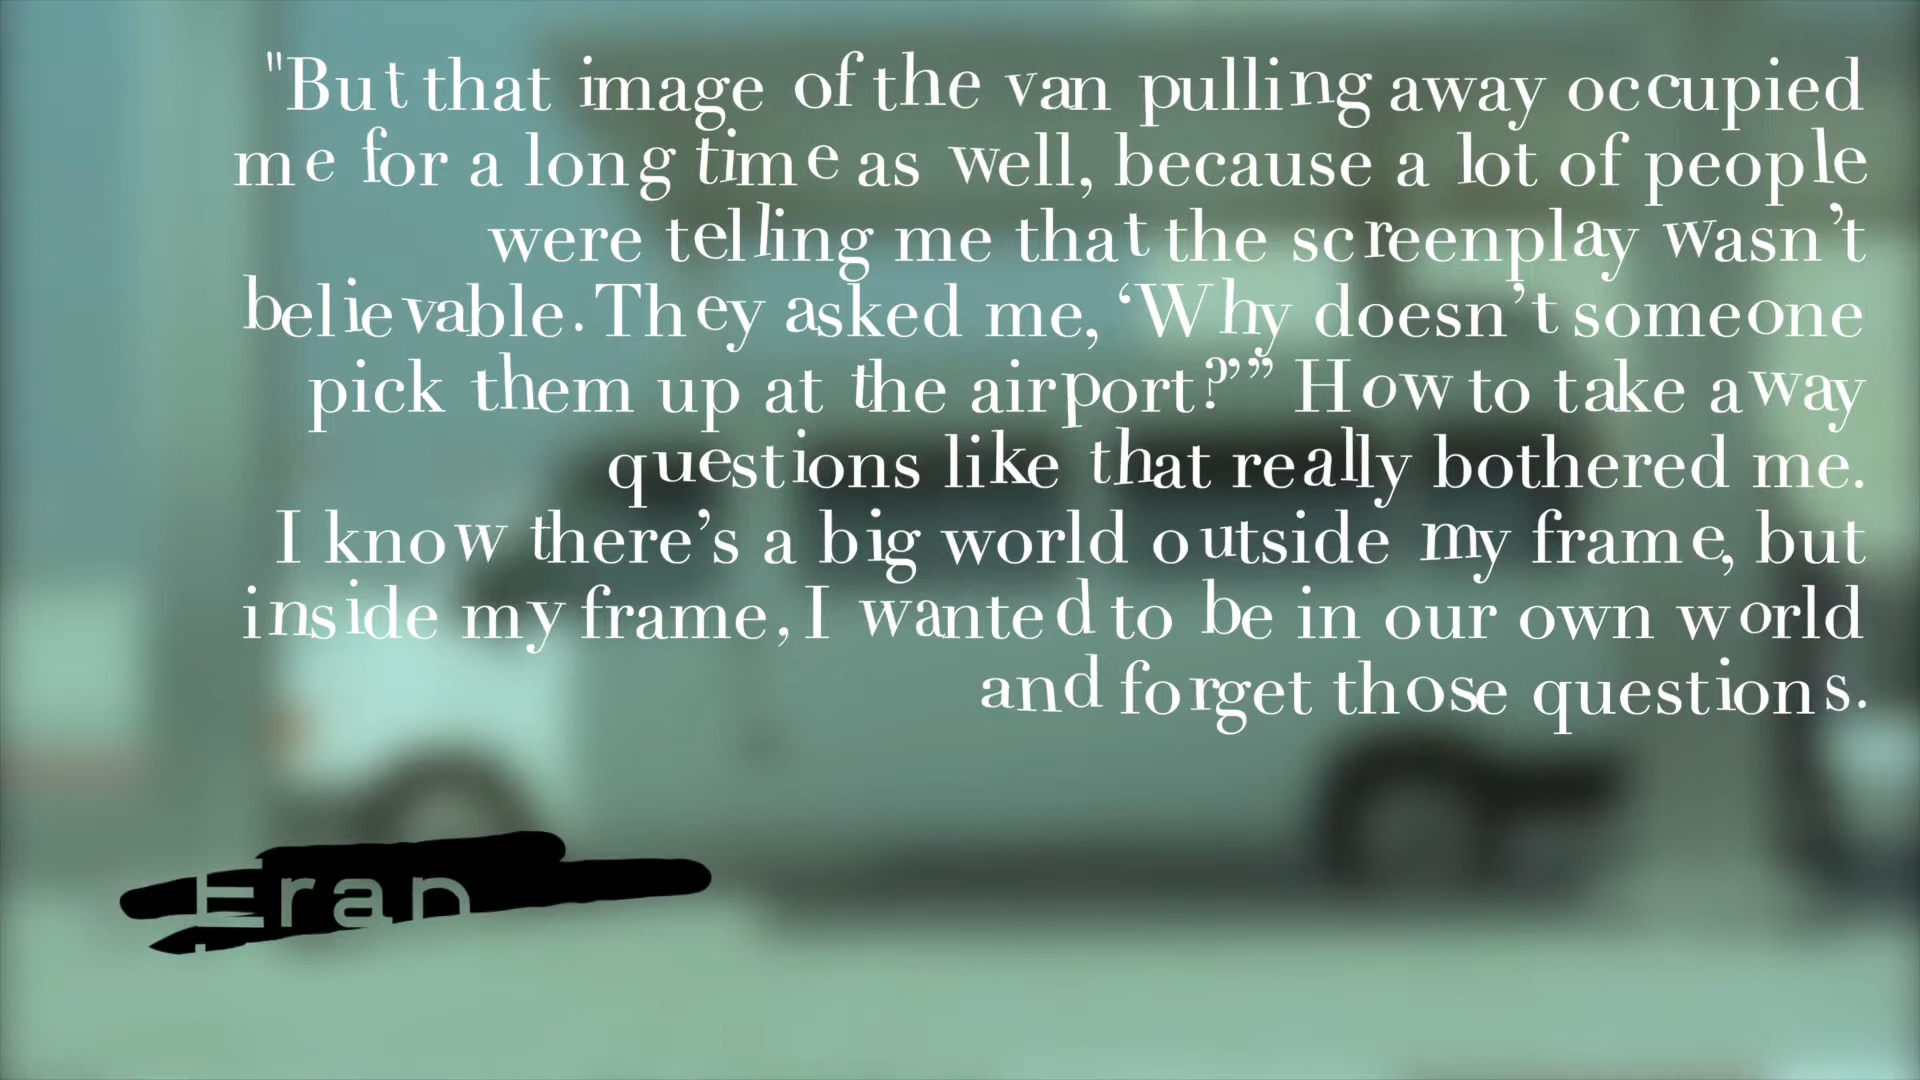 "But that image of the van pulling away occupied
me for a long time as well, because a lot of people
were telling me that the screenplay wasn’t
believable. They asked me, ‘Why doesn’t someone
pick them up at the airport?’” How to take away
questions like that really bothered me.
I know there’s a big world outside my frame, but
inside my frame, I wanted to be in our own world
and forget those questions.
Eran